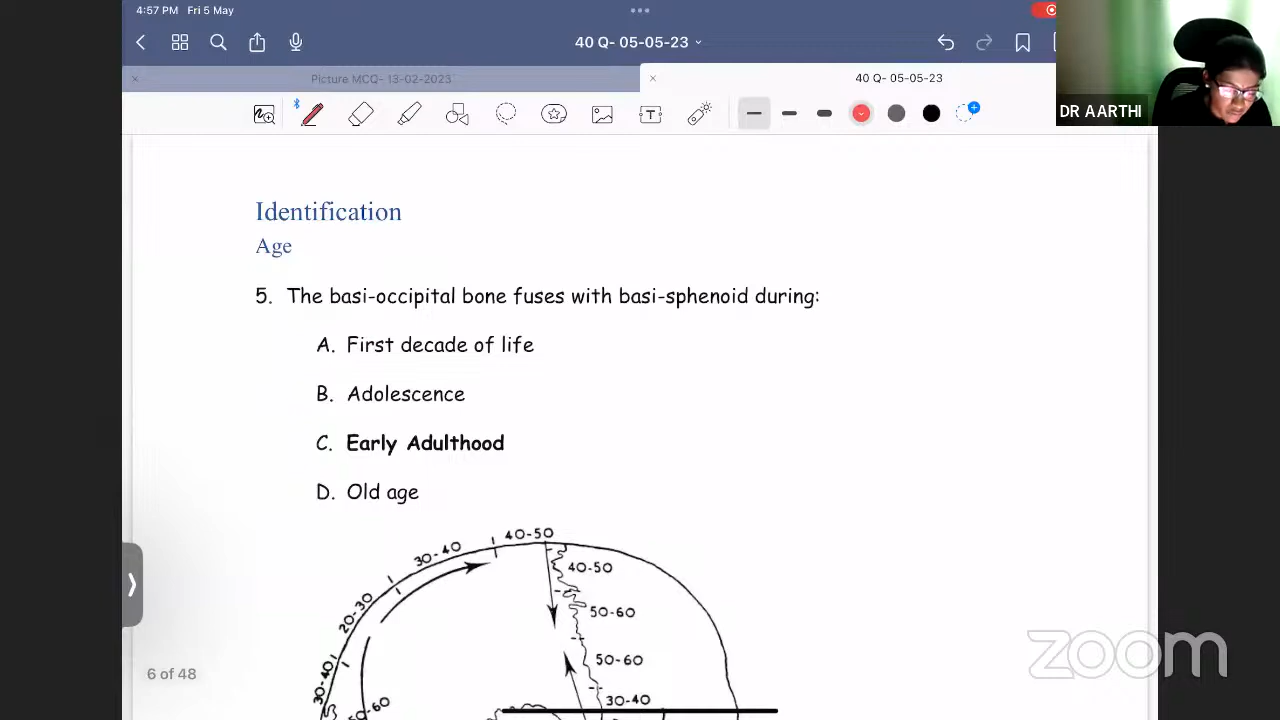 4:57 PM Fri 5 May
40 Q- 05-05-23
Picture MCQ- 13-02-2023
40 Q- 05-05-23
DR AARTHI
Identification
Age
5. The basi-occipital bone fuses with basi-sphenoid during:
A. First decade of life
B. Adolescence
C. Early Adulthood
D. Old age
40-50
30-40
40-50
20-30
50-60
50-60
30-40
30-40
50-60
6 of 48
zoom